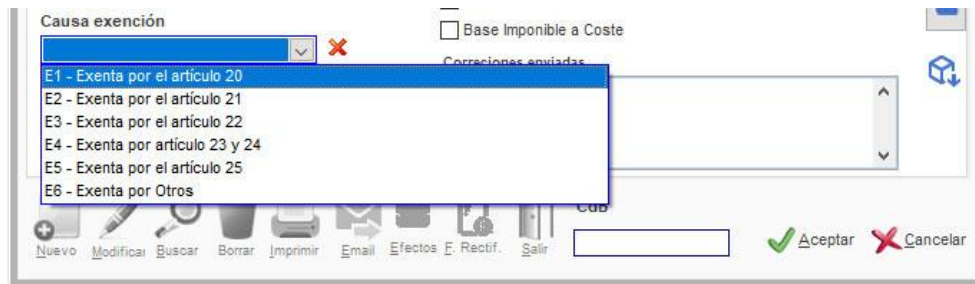 Causa exención
Base Imponible a Coste
Correciones enviadas
E1 - Exenta por el artículo 20
E2 - Exenta por el artículo 21
E3 - Exenta por el artículo 22
E4 - Exenta por artículo 23 y 24
E5 - Exenta por el artículo 25
E6 - Exenta por Otros
CdB
Nuevo Modificar Buscar Borrar Imprimir Email Efectos F. Rectif. Salir
Aceptar Cancelar